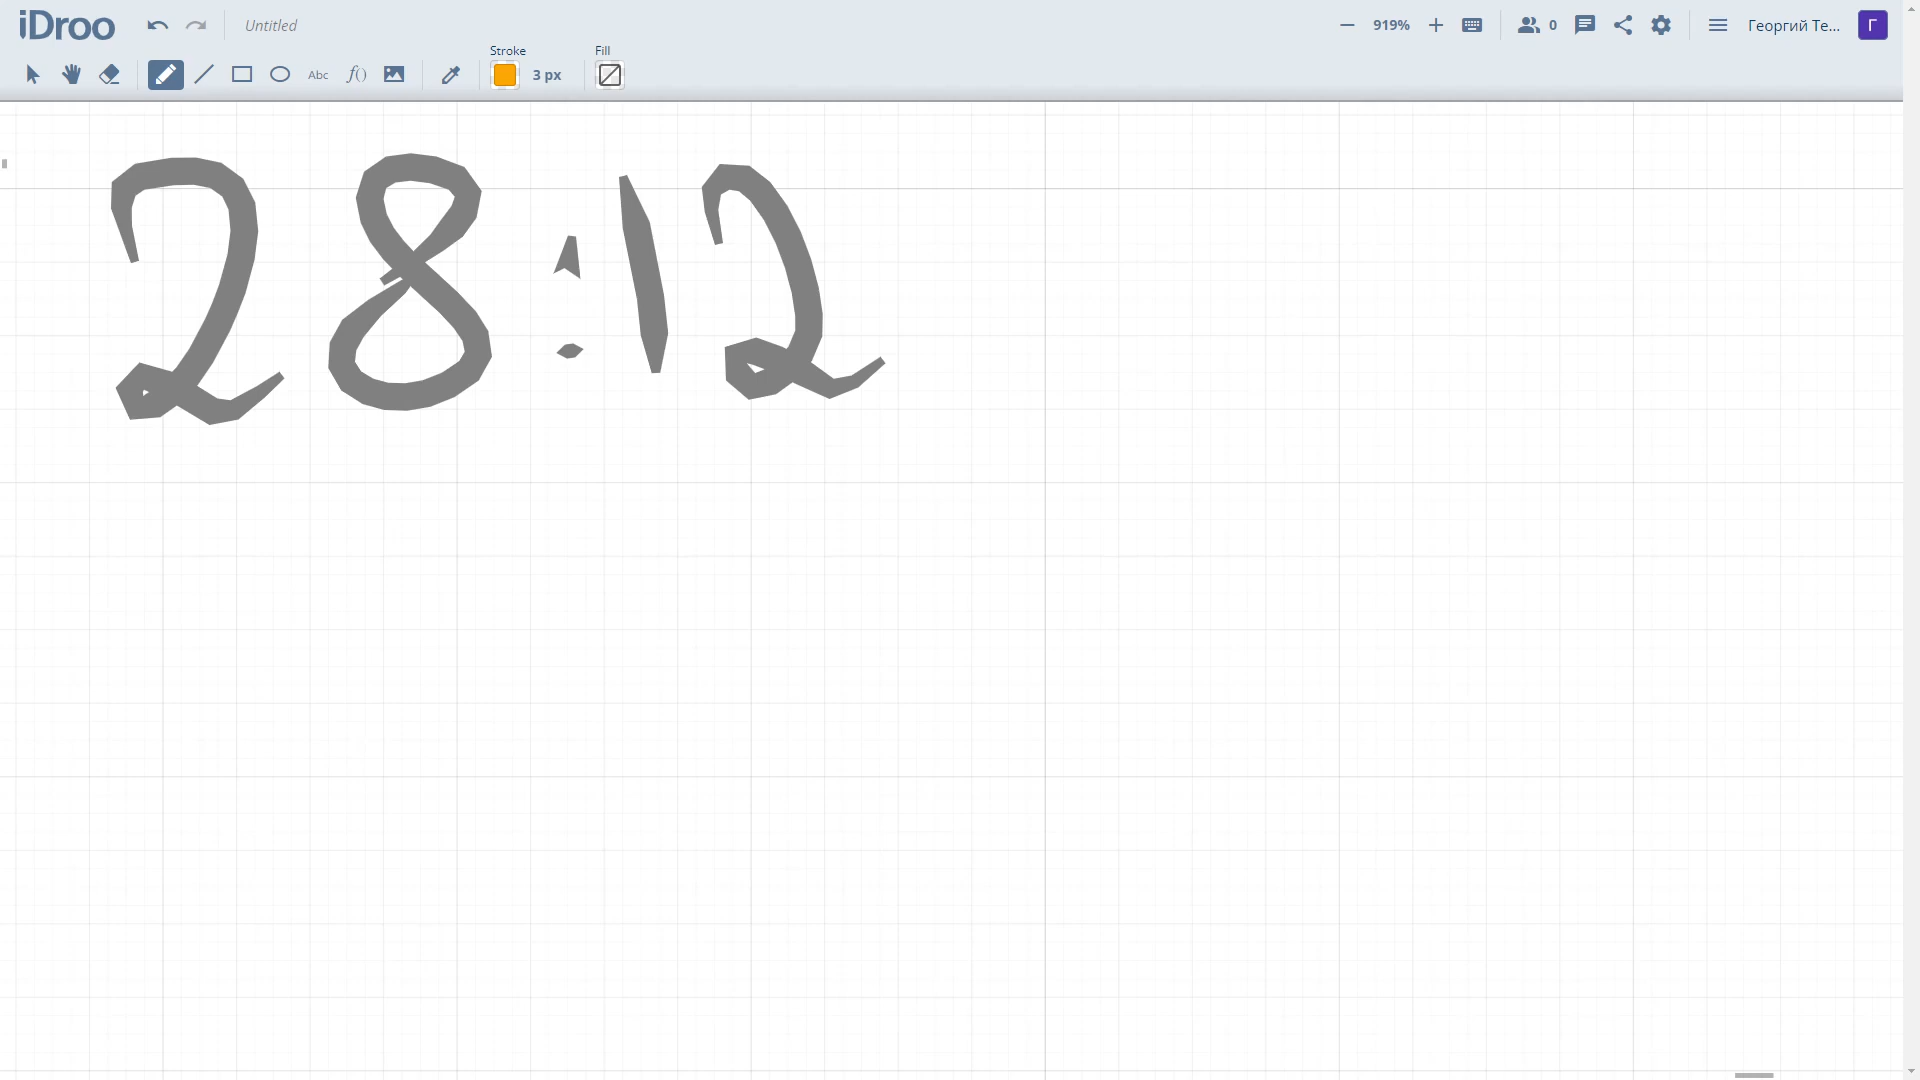 iDroo Untitled 919% 0 Георгий Те... Г
Stroke Fill
Abc f() 3 px
28:12